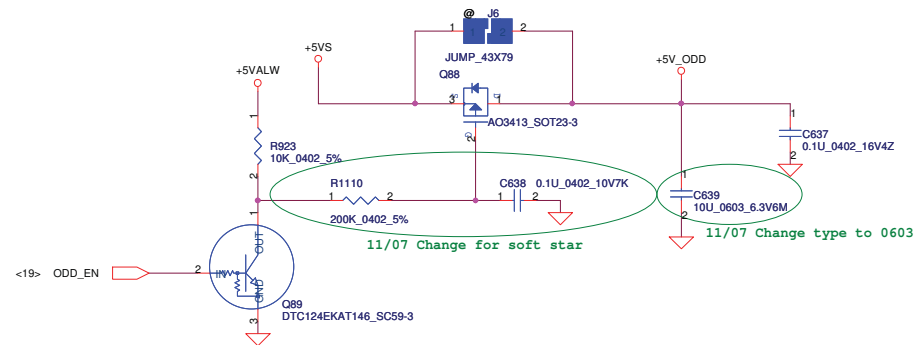 @ J6
1 2
1 2
JUMP_43X79
+5VS
+5V_ODD
Q88
+5VALW
S D
3 1
G
2
AO3413_SOT23-3
1
R923
10K_0402_5%
2
1
C637
0.1U_0402_16V4Z
2
R1110
1 2
200K_0402_5%
C638 0.1U_0402_10V7K
1 2
1
C639
10U_0603_6.3V6M
2
11/07 Change for soft star
11/07 Change type to 0603
1
OUT
<19> ODD_EN
2
IN
GND
3
Q89
DTC124EKAT146_SC59-3